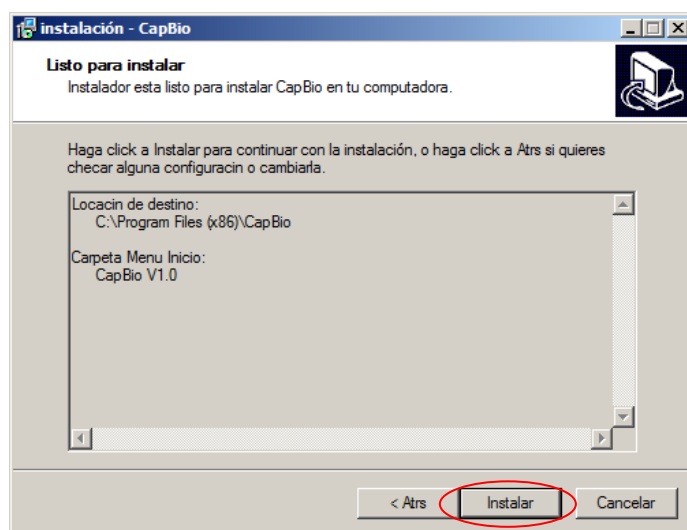 instalación - CapBio
Listo para instalar
Instalador esta listo para instalar CapBio en tu computadora.
Haga click a Instalar para continuar con la instalación, o haga click a Atrs si quieres
checar alguna configuracin o cambiarla.
Locacin de destino:
C:\Program Files (x86)\CapBio
Carpeta Menu Inicio:
CapBio V1.0
< Atrs
Instalar
Cancelar